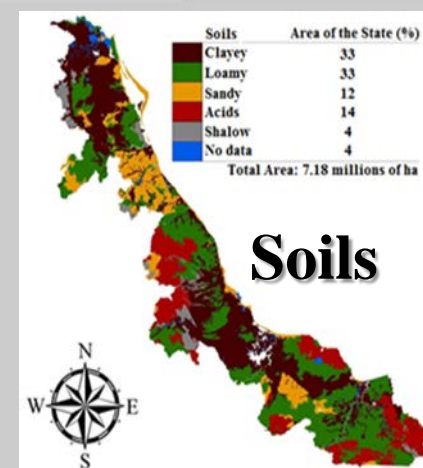 Soils Area of the State (%)
Clayey 33
Loamy 33
Sandy 12
Acids 14
Shalow 4
No data 4
Total Area: 7.18 millions of ha
Soils
N
W E
S